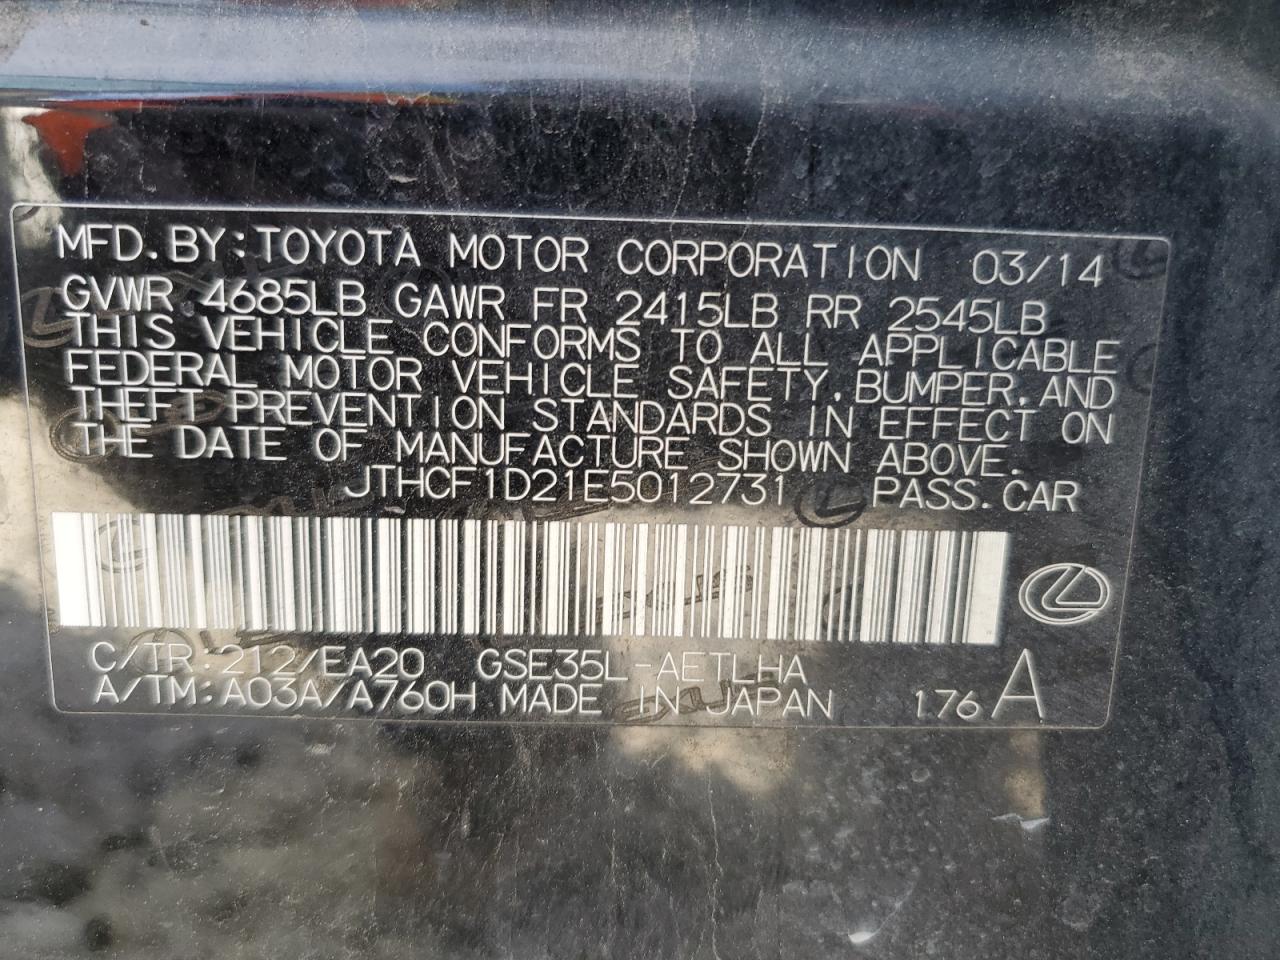 MFD. BY: TOYOTA MOTOR CORPORATION 03/14
GVWR 4685LB GAWR FR 2415LB RR 2545LB
THIS VEHICLE CONFORMS TO ALL APPLICABLE
FEDERAL MOTOR VEHICLE SAFETY, BUMPER, AND
THEFT PREVENTION STANDARDS IN EFFECT ON
THE DATE OF MANUFACTURE SHOWN ABOVE.
JTHCF1D21E5012731 PASS. CAR
C/TR: 212/EA20 GSE35L-AETLHA
A/TM: A03A/A760H MADE IN JAPAN 176 A